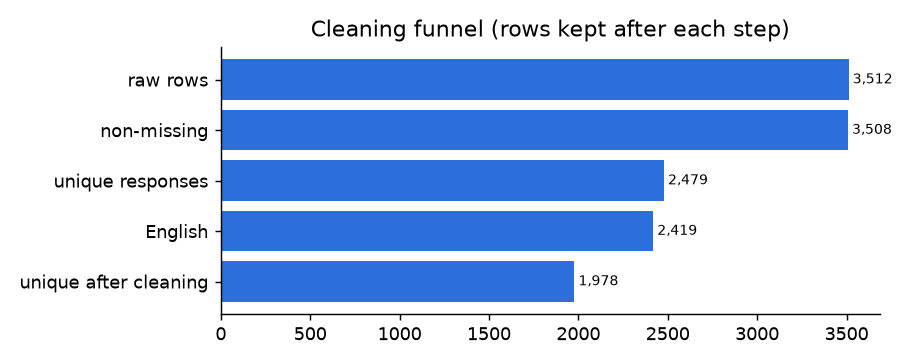 Cleaning funnel (rows kept after each step)
raw rows 3,512
non-missing 3,508
unique responses 2,479
English 2,419
unique after cleaning 1,978
0 500 1000 1500 2000 2500 3000 3500